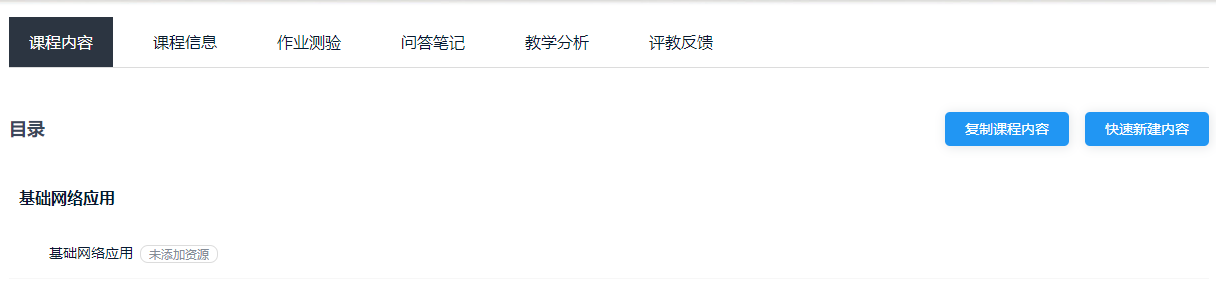 课程内容 课程信息 作业测验 问答笔记 教学分析 评教反馈
目录 复制课程内容 快速新建内容
基础网络应用
基础网络应用 未添加资源